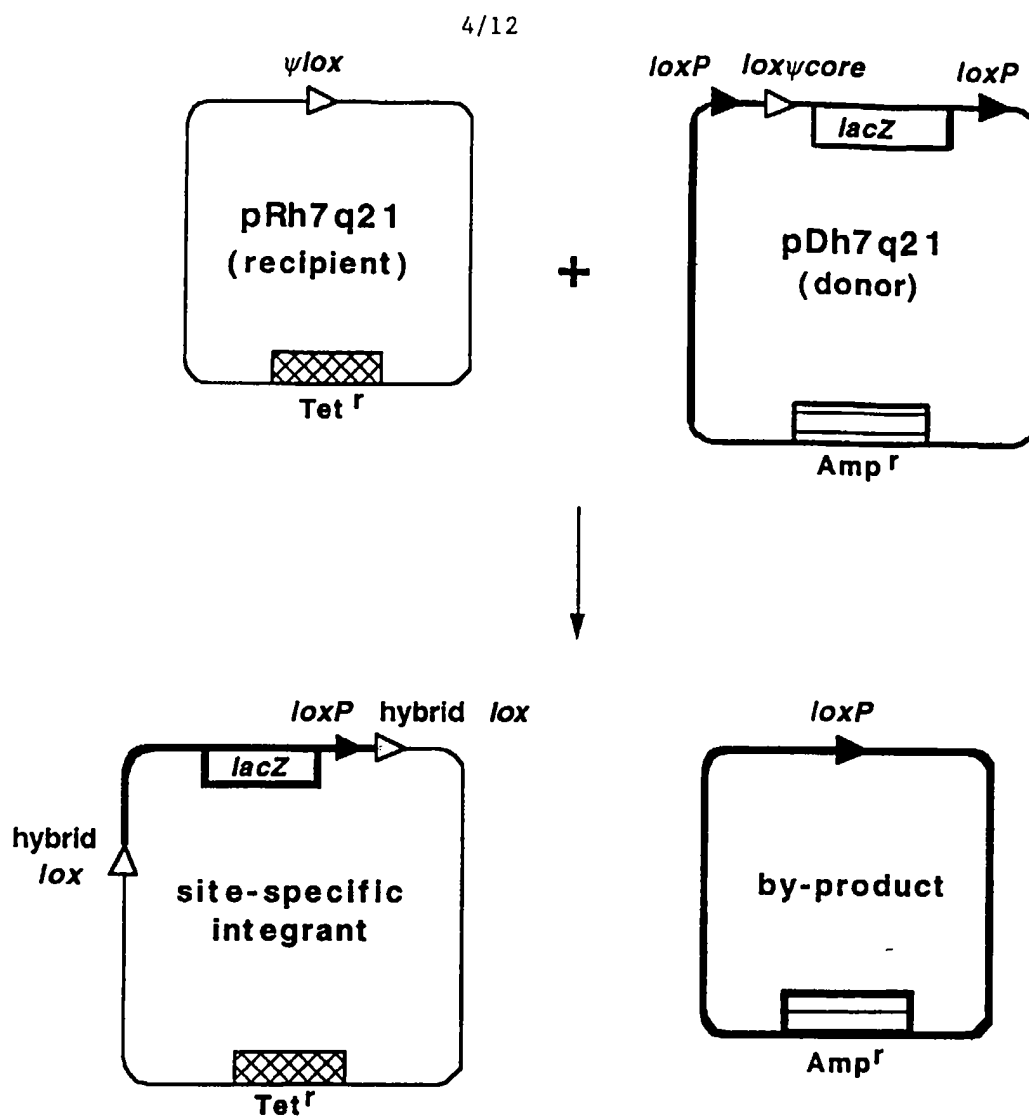 4/12
ψlox
pRh7q21
(recipient)
Tet r
+
loxP loxψcore loxP
lacZ
pDh7q21
(donor)
Amp r
loxP hybrid lox
lacZ
hybrid
lox
site-specific
integrant
Tet r
loxP
by-product
Amp r